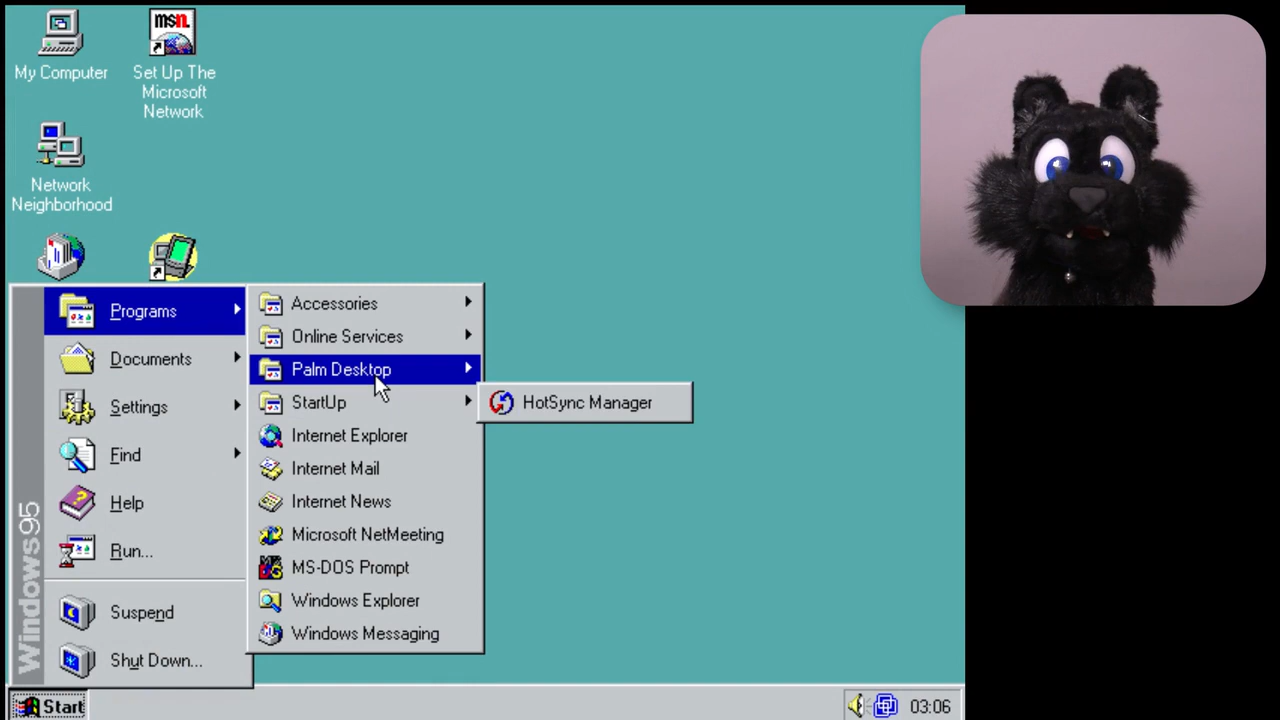 My Computer
msn
Set Up The
Microsoft
Network
Network
Neighborhood
Programs
Documents
Settings
Find
Help
Run...
Suspend
Shut Down...
Windows95
Accessories
Online Services
Palm Desktop
StartUp
Internet Explorer
Internet Mail
Internet News
Microsoft NetMeeting
MS-DOS Prompt
Windows Explorer
Windows Messaging
HotSync Manager
Start
03:06